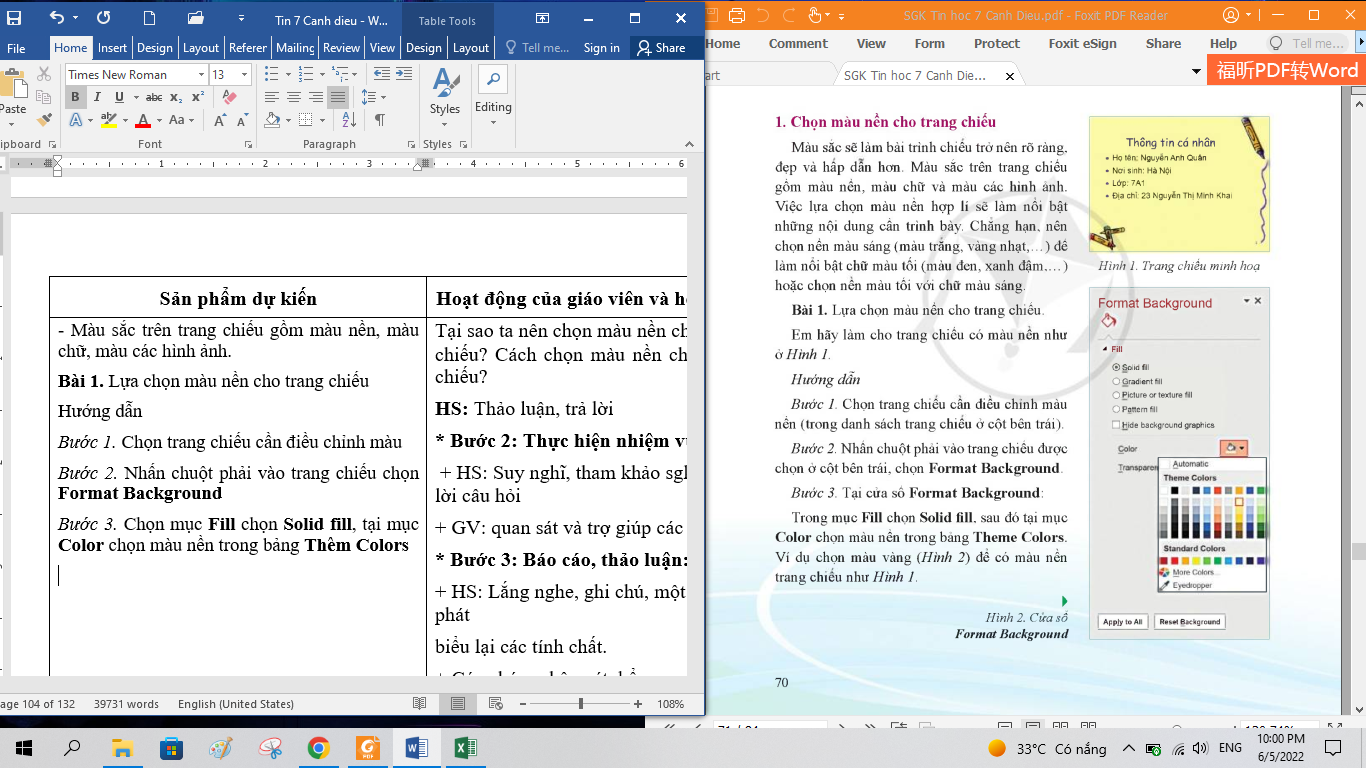 Tin 7 Canh dieu - W...
Table Tools
File
Home
Insert
Design
Layout
Referer
Mailing
Review
View
Design
Layout
Tell me...
Sign in
Share
Paste
Times New Roman
13
B I U abc x₂ x²
Aa
Styles
Editing
Font
Paragraph
Styles
Sản phẩm dự kiến
Hoạt động của giáo viên và h
- Màu sắc trên trang chiếu gồm màu nền, màu
chữ, màu các hình ảnh.
Bài 1. Lựa chọn màu nền cho trang chiếu
Hướng dẫn
Bước 1. Chọn trang chiếu cần điều chỉnh màu
Bước 2. Nhấn chuột phải vào trang chiếu chọn
Format Background
Bước 3. Chọn mục Fill chọn Solid fill, tại mục
Color chọn màu nền trong bảng Thêm Colors
Tại sao ta nên chọn màu nền ch
chiếu? Cách chọn màu nền ch
chiếu?
HS: Thảo luận, trả lời
* Bước 2: Thực hiện nhiệm v
+ HS: Suy nghĩ, tham khảo sg
lời câu hỏi
+ GV: quan sát và trợ giúp các
* Bước 3: Báo cáo, thảo luận:
+ HS: Lắng nghe, ghi chú, một
phát
biểu lại các tính chất.
age 104 of 132
39731 words
English (United States)
108%
SGK Tin hoc 7 Canh Dieu.pdf - Foxit PDF Reader
Home
Comment
View
Form
Protect
Foxit eSign
Share
Help
Tell me...
art
SGK Tin hoc 7 Canh Die...
福昕PDF转Word
1. Chọn màu nền cho trang chiếu
Màu sắc sẽ làm bài trình chiếu trở nên rõ ràng,
đẹp và hấp dẫn hơn. Màu sắc trên trang chiếu
gồm màu nền, màu chữ và màu các hình ảnh.
Việc lựa chọn màu nền hợp lí sẽ làm nổi bật
những nội dung cần trình bày. Chẳng hạn, nên
chọn nền màu sáng (màu trắng, vàng nhạt,...) để
làm nổi bật chữ màu tối (màu đen, xanh đậm,...)
hoặc chọn nền màu tối với chữ màu sáng.
Bài 1. Lựa chọn màu nền cho trang chiếu.
Em hãy làm cho trang chiếu có màu nền như
ở Hình 1.
Hướng dẫn
Bước 1. Chọn trang chiếu cần điều chỉnh màu
nền (trong danh sách trang chiếu ở cột bên trái).
Bước 2. Nhấn chuột phải vào trang chiếu được
chọn ở cột bên trái, chọn Format Background.
Bước 3. Tại cửa sổ Format Background:
Trong mục Fill chọn Solid fill, sau đó tại mục
Color chọn màu nền trong bảng Theme Colors.
Ví dụ chọn màu vàng (Hình 2) để có màu nền
trang chiếu như Hình 1.
Hình 2. Cửa sổ
Format Background
70
Thông tin cá nhân
• Họ tên: Nguyễn Anh Quân
• Nơi sinh: Hà Nội
• Lớp: 7A1
• Địa chỉ: 23 Nguyễn Thị Minh Khai
Hình 1. Trang chiếu minh hoạ
Format Background
Fill
Solid fill
Gradient fill
Picture or texture fill
Pattern fill
Hide background graphics
Color
Automatic
Theme Colors
Standard Colors
More Colors...
Eyedropper
Apply to All
Reset Background
33°C Có nắng
ENG
10:00 PM
6/5/2022